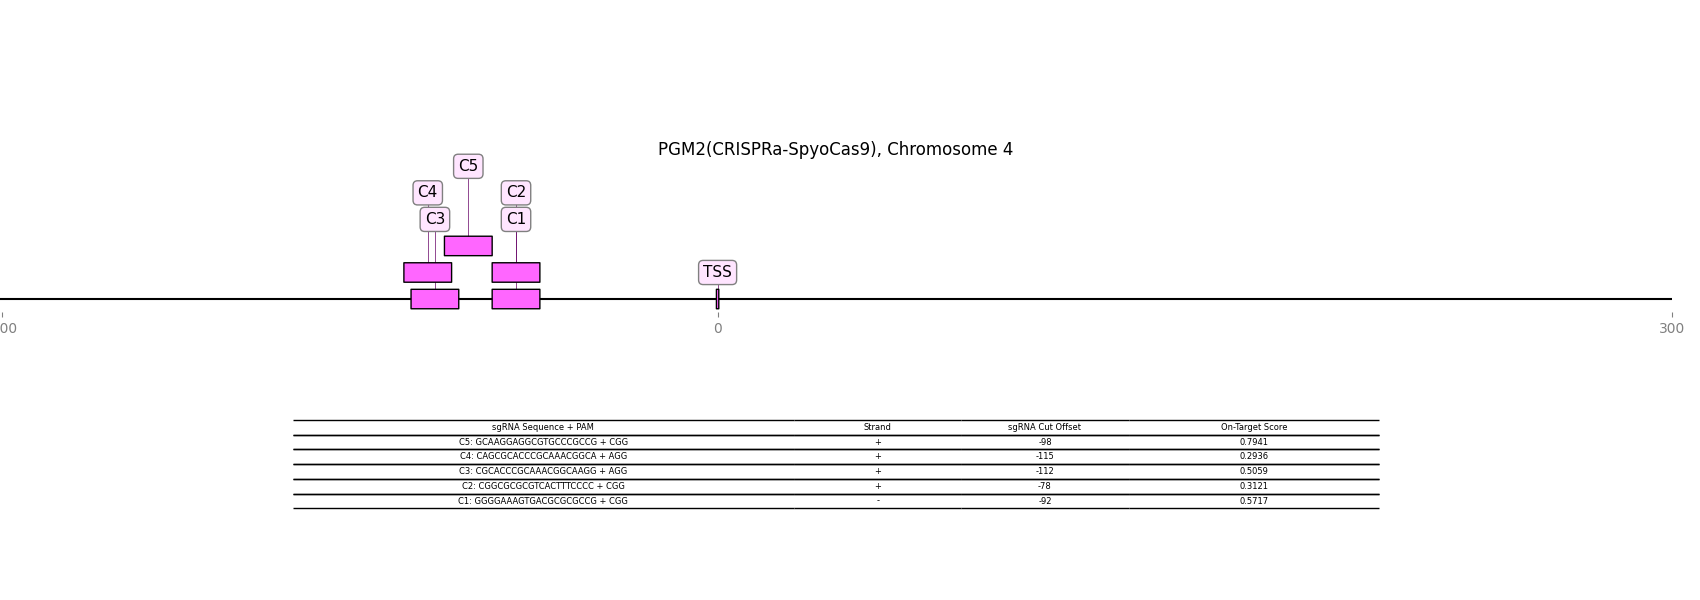 PGM2(CRISPRa-SpyoCas9), Chromosome 4
C5
C4 C2
C3 C1
TSS
00 0 300
sgRNA Sequence + PAM Strand sgRNA Cut Offset On-Target Score
C5: GCAAGGAGGCGTGCCCGCCG + CGG + -98 0.7941
C4: CAGCGCACCCGCAAACGGCA + AGG + -115 0.2936
C3: CGCACCCGCAAACGGCAAGG + AGG + -112 0.5059
C2: CGGCGCGCGTCACTTTCCCC + CGG + -78 0.3121
C1: GGGGAAAGTGACGCGCGCCG + CGG - -92 0.5717